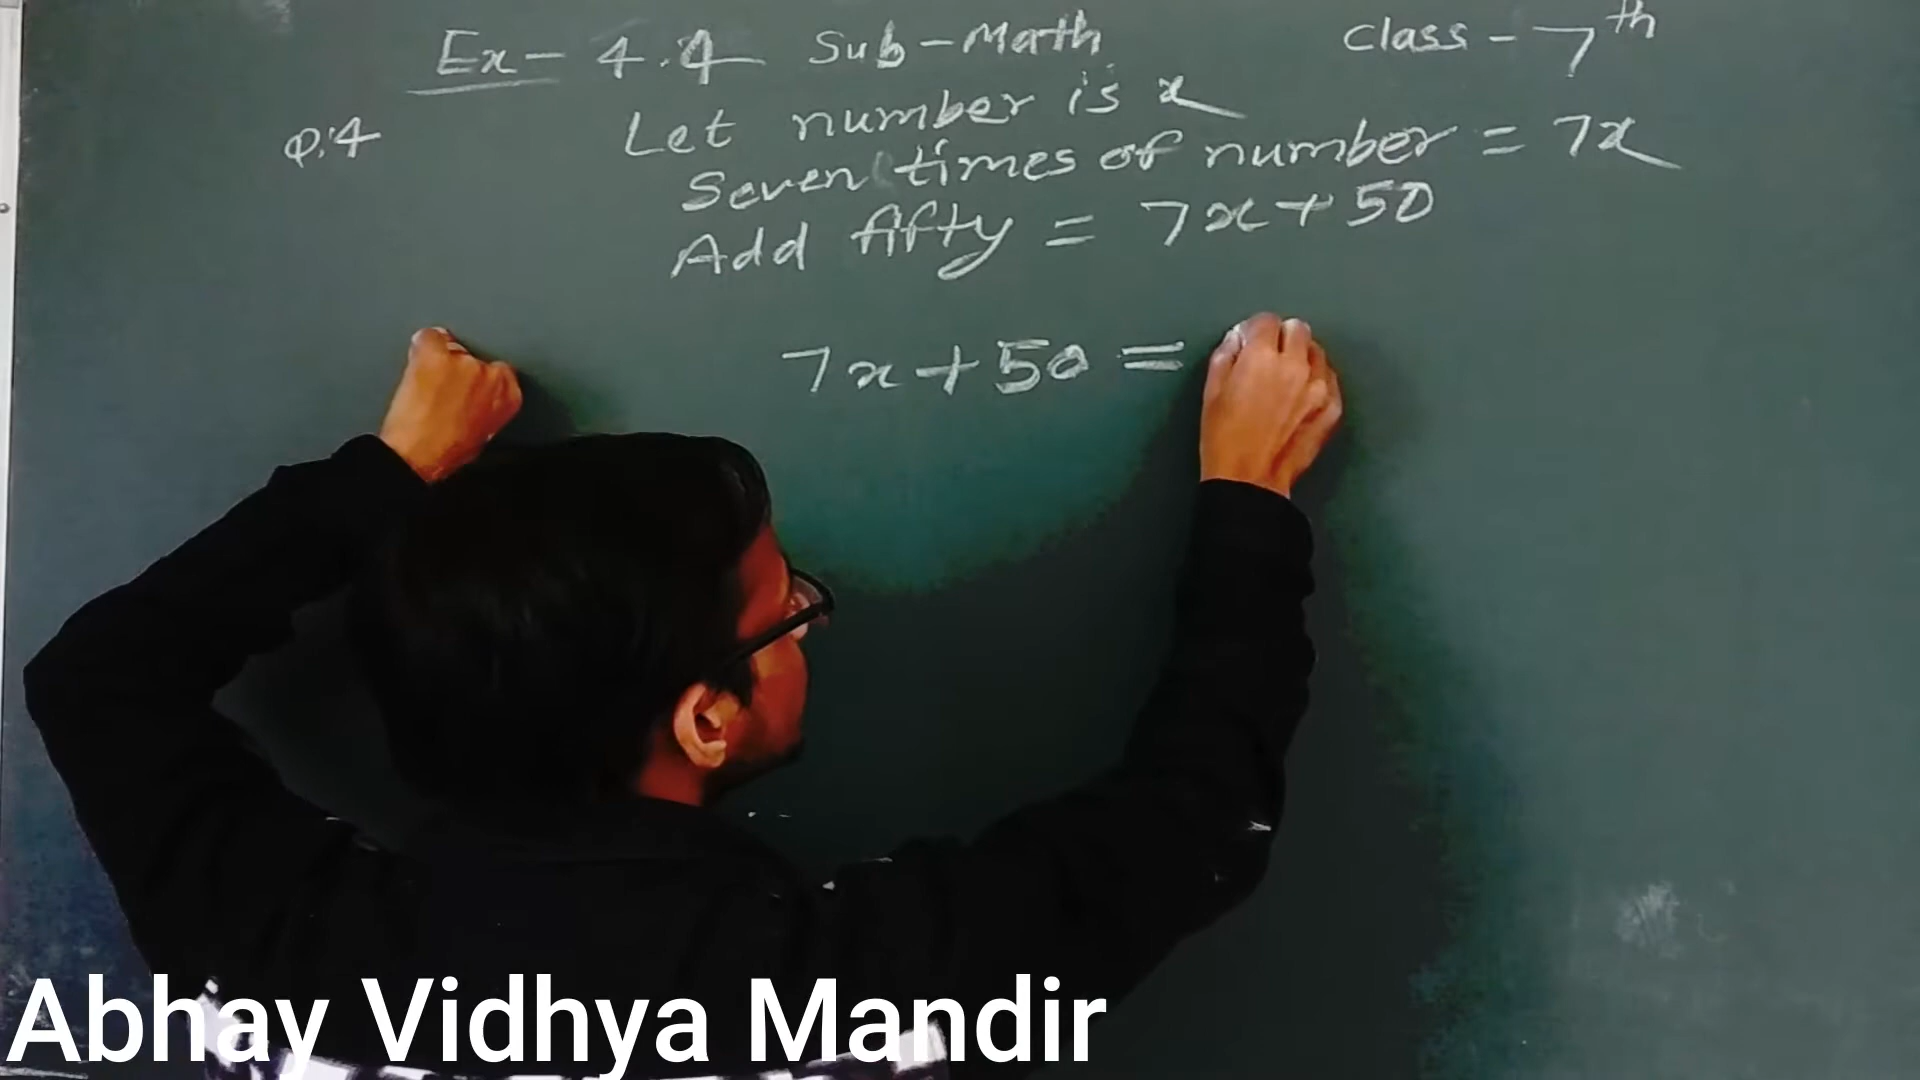 Ex- 4.4 Sub-Math Class-7th
Q.4 Let number is x
Seven times of number = 7x
Add fifty = 7x+50
7x+50 =
Abhay Vidhya Mandir